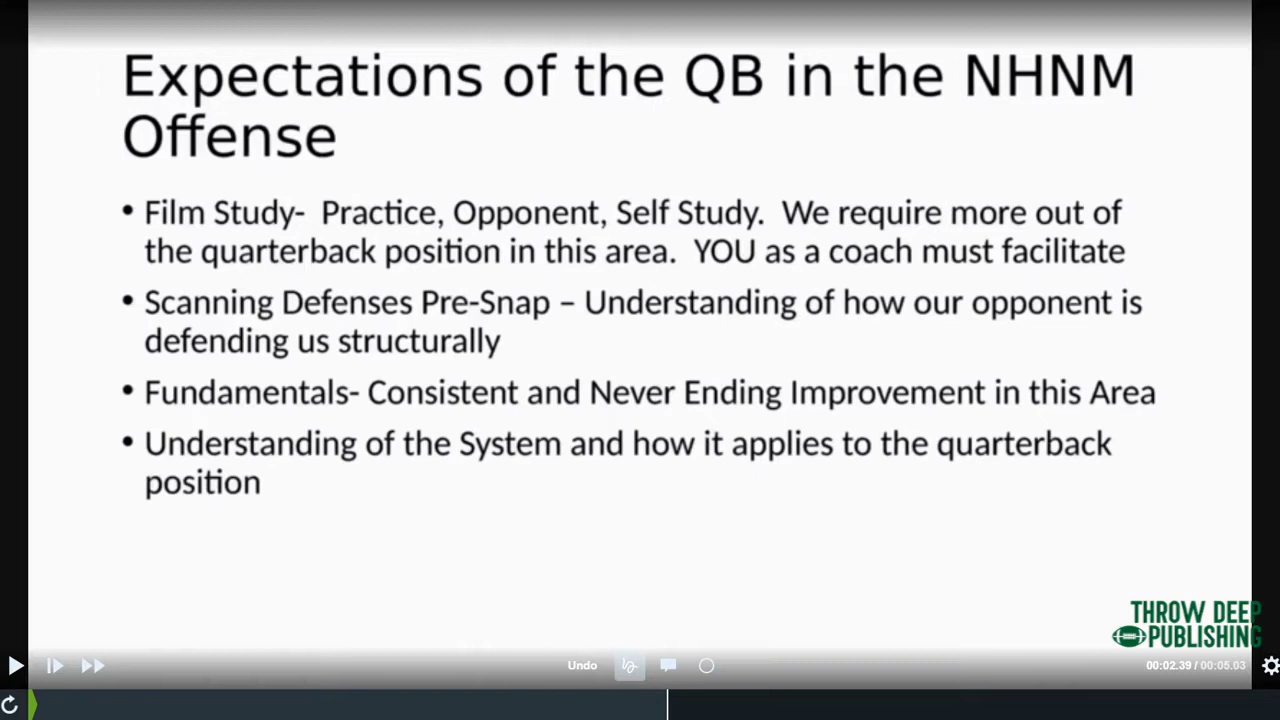 Expectations of the QB in the NHNM
Offense
• Film Study-  Practice, Opponent, Self Study.  We require more out of
the quarterback position in this area.  YOU as a coach must facilitate
• Scanning Defenses Pre-Snap – Understanding of how our opponent is
defending us structurally
• Fundamentals- Consistent and Never Ending Improvement in this Area
• Understanding of the System and how it applies to the quarterback
position
THROW DEEP
PUBLISHING
Undo
00:02.39 / 00:05.03